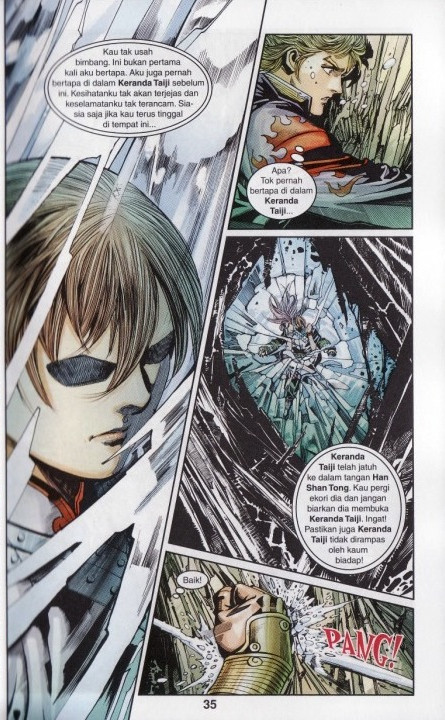 Kau tak usah
bimbang. Ini bukan pertama
kali aku bertapa. Aku juga pernah
bertapa di dalam Keranda Taiji sebelum
ini. Kesihatanku tak akan terjejas dan
keselamatanku tak terancam. Sia-
sia saja jika kau terus tinggal
di tempat ini...
Apa?
Tok pernah
bertapa di dalam
Keranda
Taiji...
Keranda
Taiji telah jatuh
ke dalam tangan Han
Shan Tong. Kau pergi
ekori dia dan jangan
biarkan dia membuka
Keranda Taiji. Ingat!
Pastikan juga Keranda
Taiji tidak dirampas
oleh kaum
biadap!
Baik!
PANG!
35